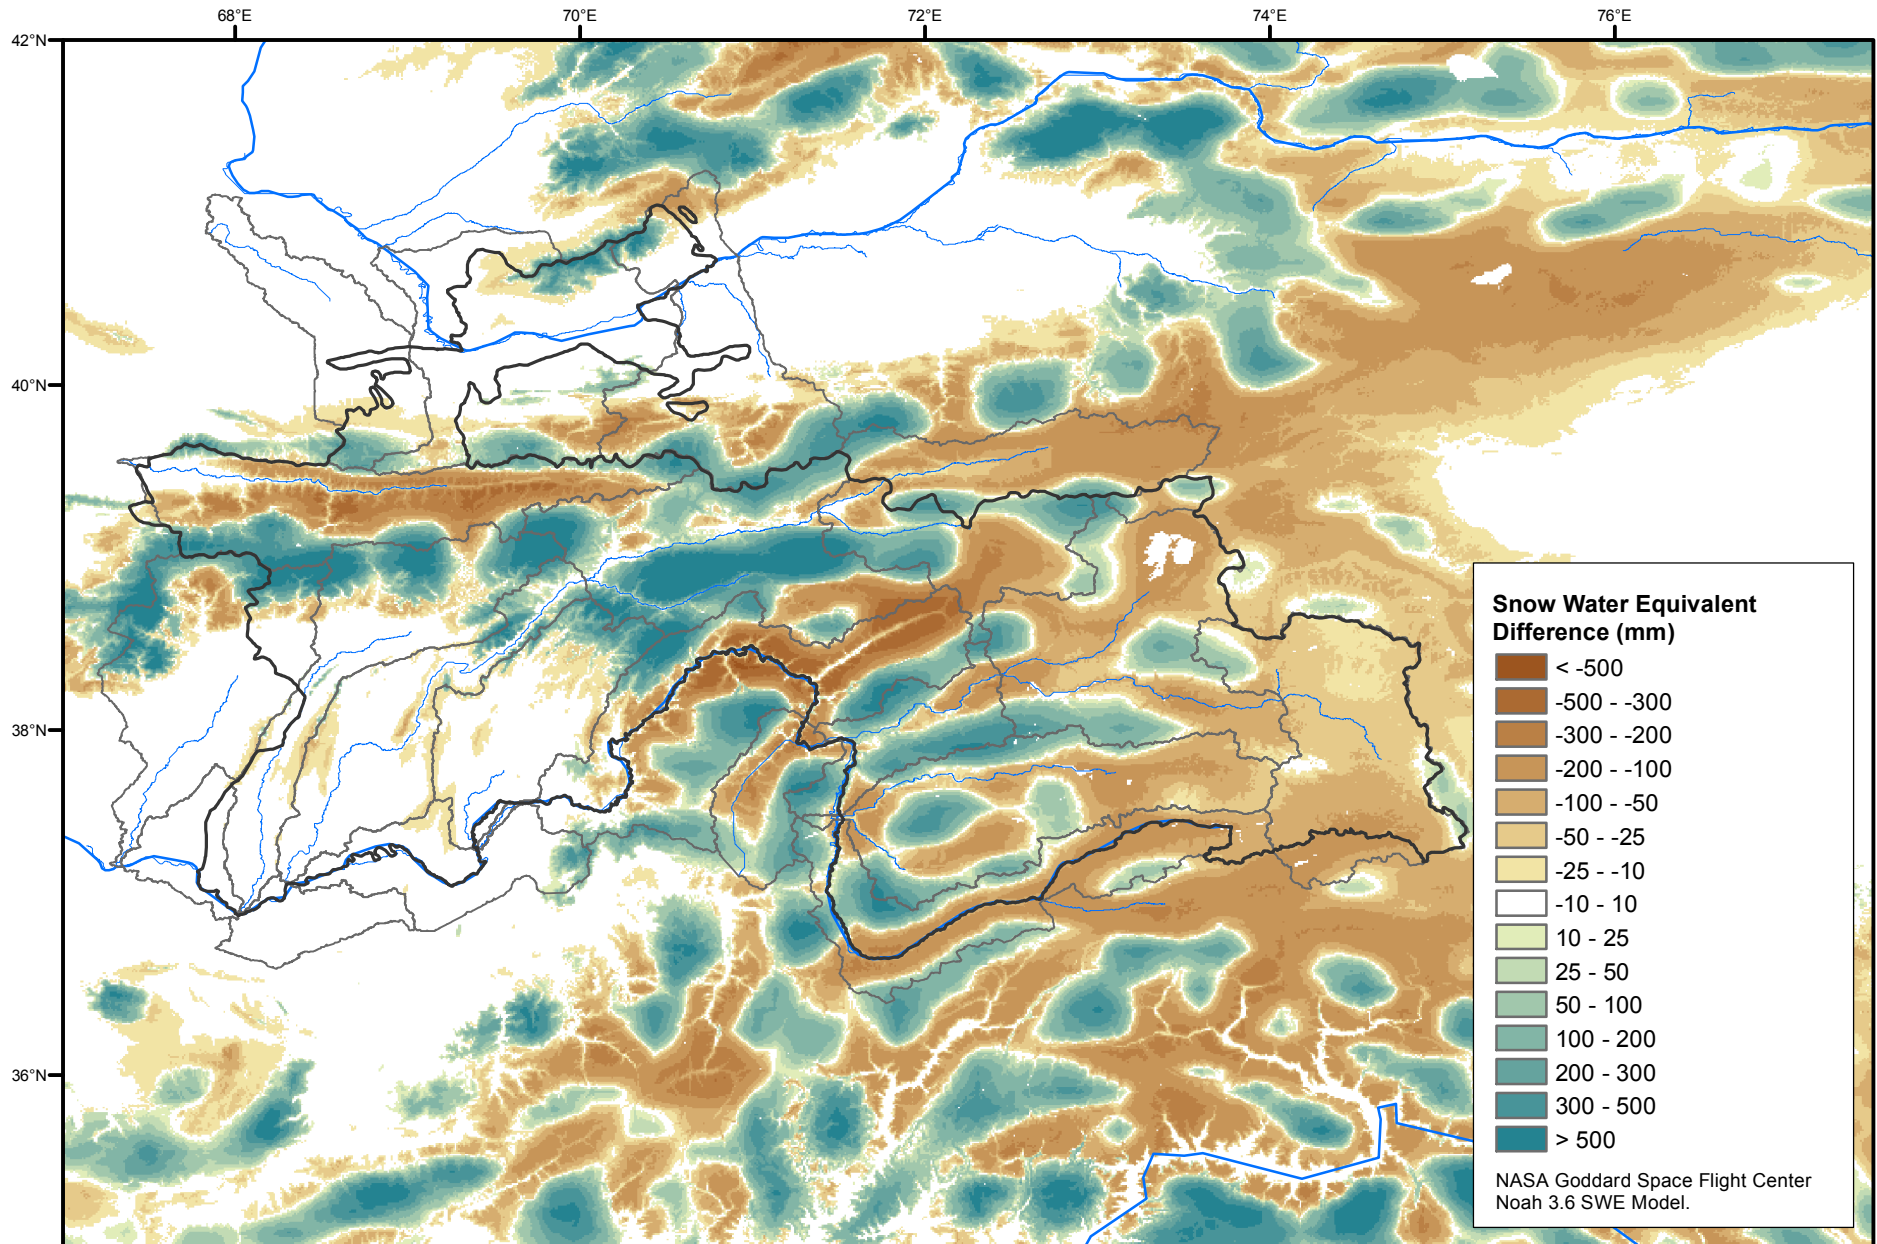 68°E
70°E
72°E
74°E
76°E
42°N
40°N
38°N
36°N
Snow Water Equivalent
Difference (mm)
< -500
-500 - -300
-300 - -200
-200 - -100
-100 - -50
-50 - -25
-25 - -10
-10 - 10
10 - 25
25 - 50
50 - 100
100 - 200
200 - 300
300 - 500
> 500
NASA Goddard Space Flight Center
Noah 3.6 SWE Model.